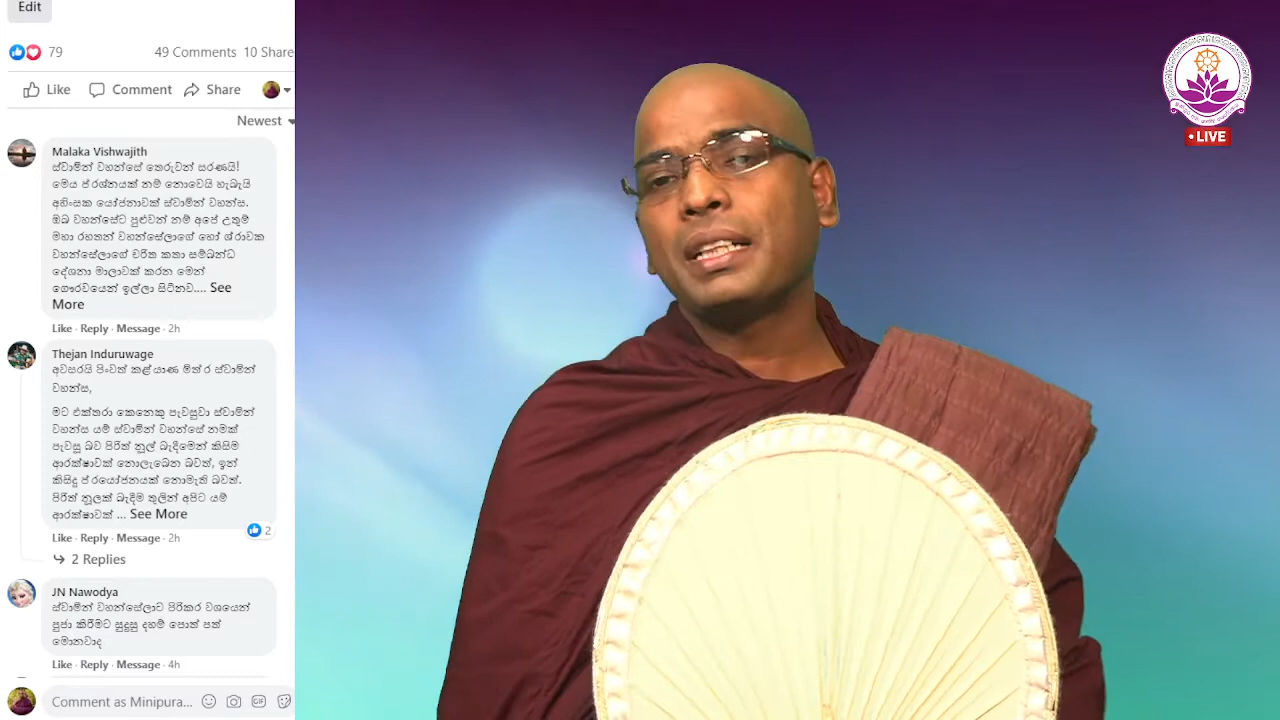 Edit
79
49 Comments 10 Share
Like Comment Share
Newest
Malaka Vishwajith
ස්වාමීන් වහන්සේ තෙරුවන් සරණයි!
මෙය ප්‍රශ්නයක් නම් නොවෙයි හැබැයි
අහිංසක යෝජනාවක් ස්වාමීන් වහන්ස.
ඔබ වහන්සේට පුළුවන් නම් අපේ උතුම්
මහා රහතන් වහන්සේලාගේ හෝ ශ්‍රාවක
වහන්සේලාගේ චරිත කතා සම්බන්ධ
දේශනා මාලාවක් කරන මෙන්
ගෞරවයෙන් ඉල්ලා සිටිනව.... See
More
Like · Reply · Message · 2h
Thejan Induruwage
අවසරයි පිංවත් කළ්‍යාණ මිත්‍ර ස්වාමීන්
වහන්ස,
මට එක්තරා කෙනෙකු පැවසුවා ස්වාමීන්
වහන්ස යම් ස්වාමීන් වහන්සේ නමක්
පැවසූ බව පිරිත් නූල් බැදීමෙන් කිසිම
ආරක්ෂාවක් නොලැබෙන බවත්, ඉන්
කිසිදු ප්‍රයෝජනයක් නොමැති බවත්.
පිරිත් නූලක් බැදීම තුලින් අපිට යම්
ආරක්ෂාවක් ... See More
2
Like · Reply · Message · 2h
2 Replies
JN Nawodya
ස්වාමීන් වහන්සේලාට පිරිකර වශයෙන්
පුජා කිරීමට සුදුසු දහම් පොත් පත්
මොනවාද
Like · Reply · Message · 4h
Comment as Minipura...
GIF
• LIVE